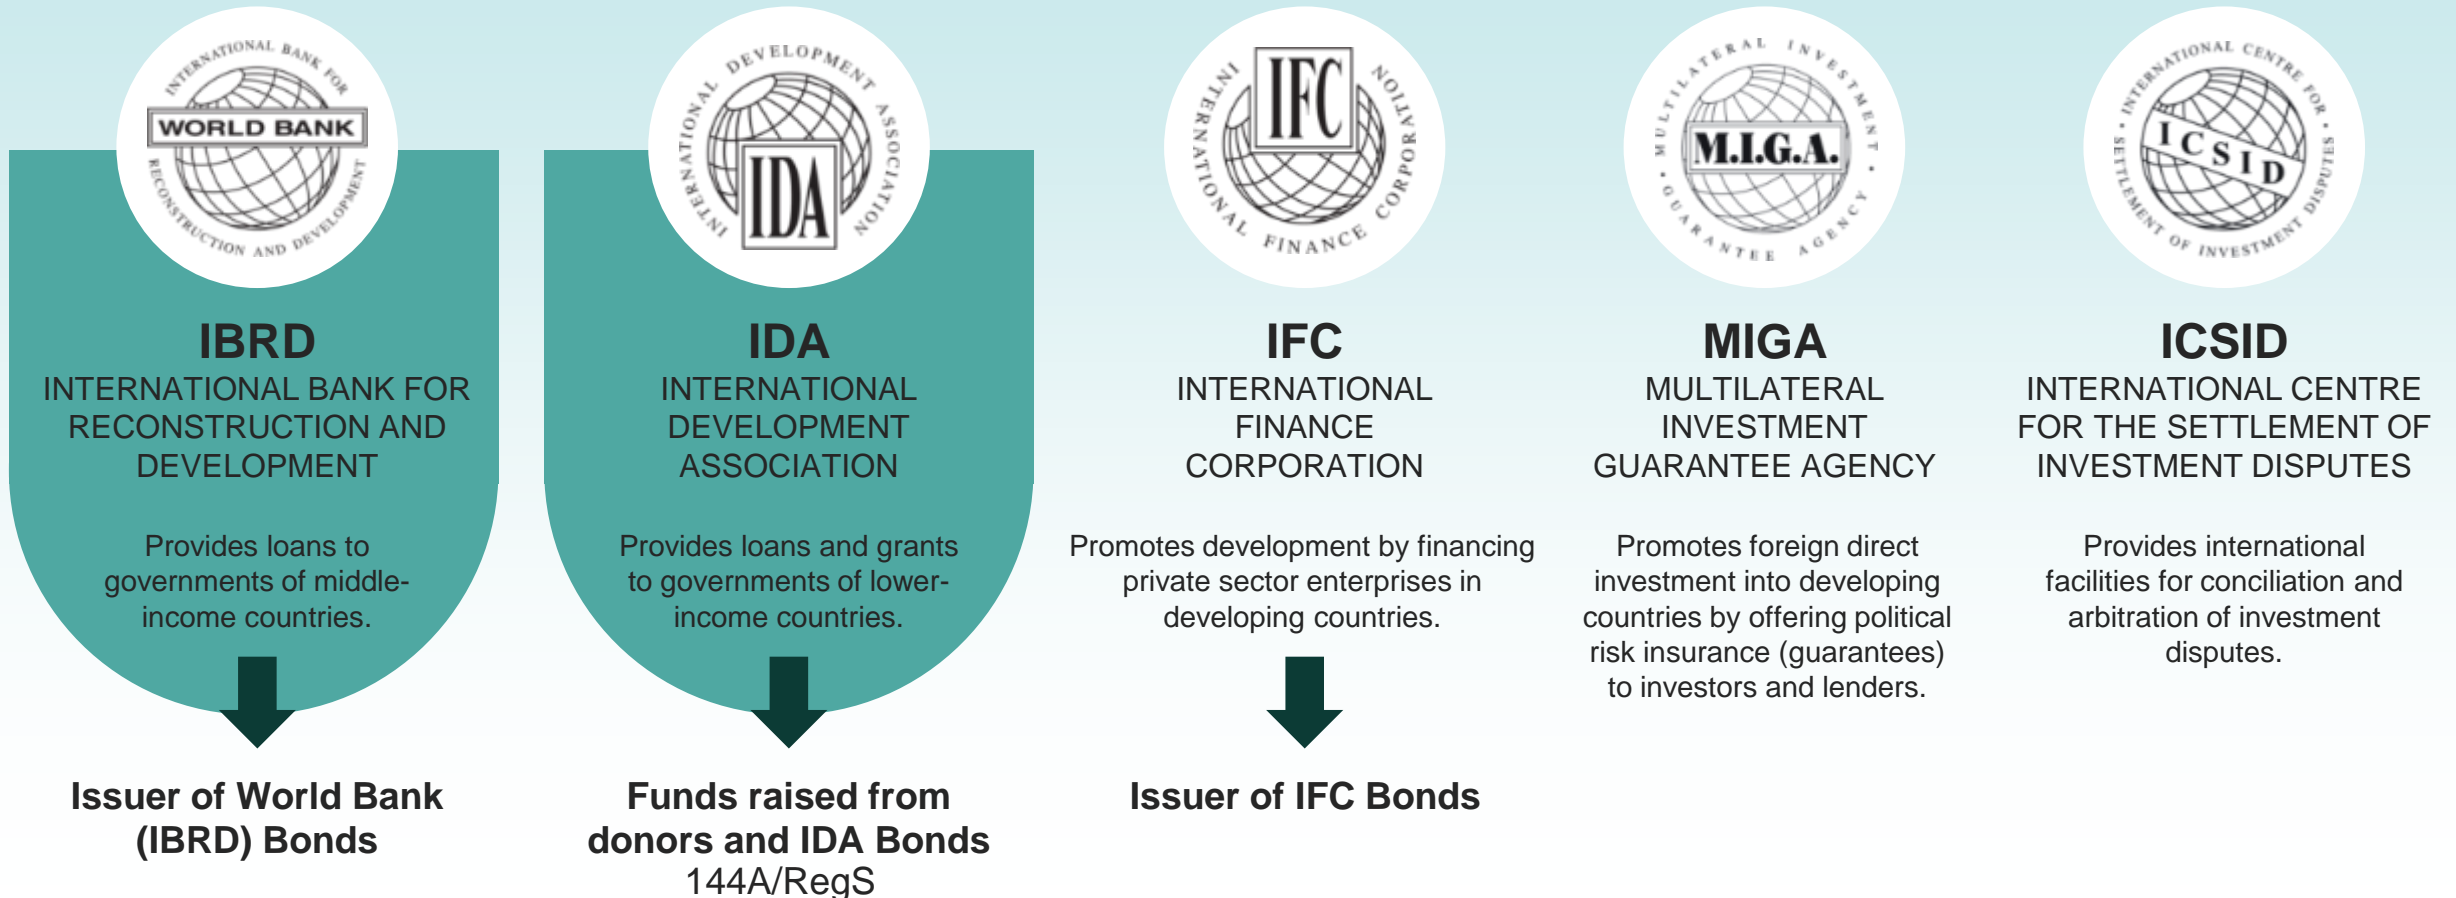 INTERNATIONAL BANK FOR
WORLD BANK
RECONSTRUCTION AND DEVELOPMENT
IBRD
INTERNATIONAL BANK FOR
RECONSTRUCTION AND
DEVELOPMENT
Provides loans to
governments of middle-
income countries.
Issuer of World Bank
(IBRD) Bonds
INTERNATIONAL DEVELOPMENT ASSOCIATION
IDA
IDA
INTERNATIONAL
DEVELOPMENT
ASSOCIATION
Provides loans and grants
to governments of lower-
income countries.
Funds raised from
donors and IDA Bonds
144A/RegS
IFC
INTERNATIONAL FINANCE CORPORATION
IFC
INTERNATIONAL
FINANCE
CORPORATION
Promotes development by financing
private sector enterprises in
developing countries.
Issuer of IFC Bonds
MULTILATERAL INVESTMENT
M.I.G.A.
• GUARANTEE AGENCY •
MIGA
MULTILATERAL
INVESTMENT
GUARANTEE AGENCY
Promotes foreign direct
investment into developing
countries by offering political
risk insurance (guarantees)
to investors and lenders.
• INTERNATIONAL CENTRE FOR •
ICSID
SETTLEMENT OF INVESTMENT DISPUTES
ICSID
INTERNATIONAL CENTRE
FOR THE SETTLEMENT OF
INVESTMENT DISPUTES
Provides international
facilities for conciliation and
arbitration of investment
disputes.